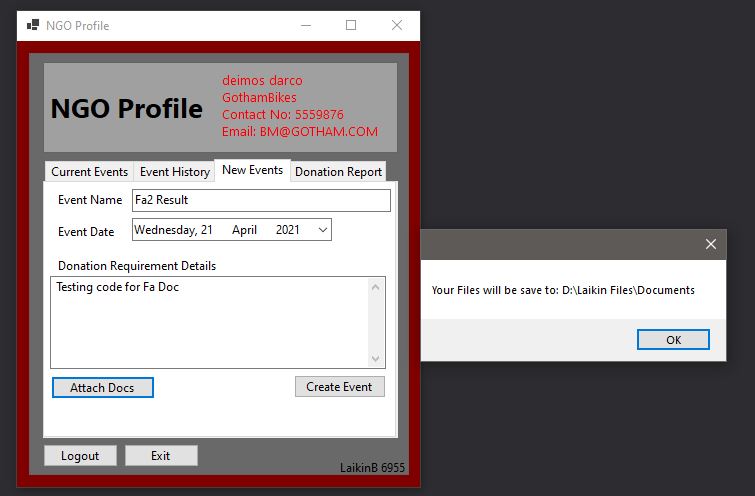 NGO Profile
NGO Profile
deimos darco
GothamBikes
Contact No: 5559876
Email: BM@GOTHAM.COM
Current Events Event History New Events Donation Report
Event Name Fa2 Result
Event Date Wednesday, 21 April 2021
Donation Requirement Details
Testing code for Fa Doc
Attach Docs Create Event
Logout Exit
LaikinB 6955
Your Files will be save to: D:\Laikin Files\Documents
OK